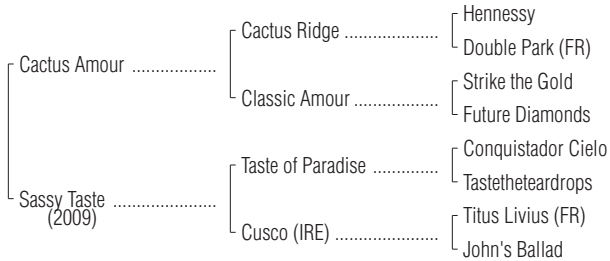 Hennessy
Cactus Ridge ....................
Double Park (FR)
Cactus Amour ..................
Strike the Gold
Classic Amour ..................
Future Diamonds
Conquistador Cielo
Taste of Paradise ..............
Tastetheteardrops
Sassy Taste ......................
(2009)
Titus Livius (FR)
Cusco (IRE) ......................
John's Ballad